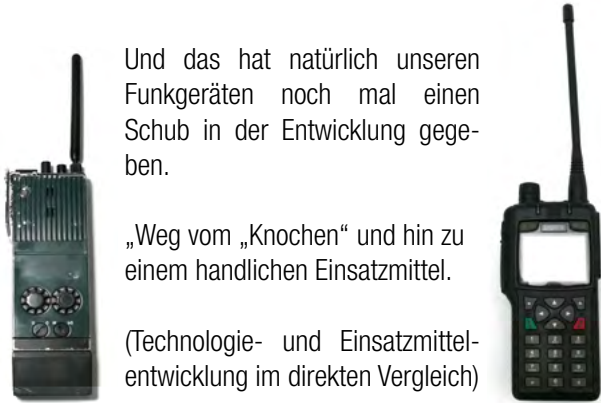 Und das hat natürlich unseren
Funkgeräten noch mal einen
Schub in der Entwicklung gege-
ben.
„Weg vom „Knochen“ und hin zu
einem handlichen Einsatzmittel.
(Technologie- und Einsatzmittel-
entwicklung im direkten Vergleich)